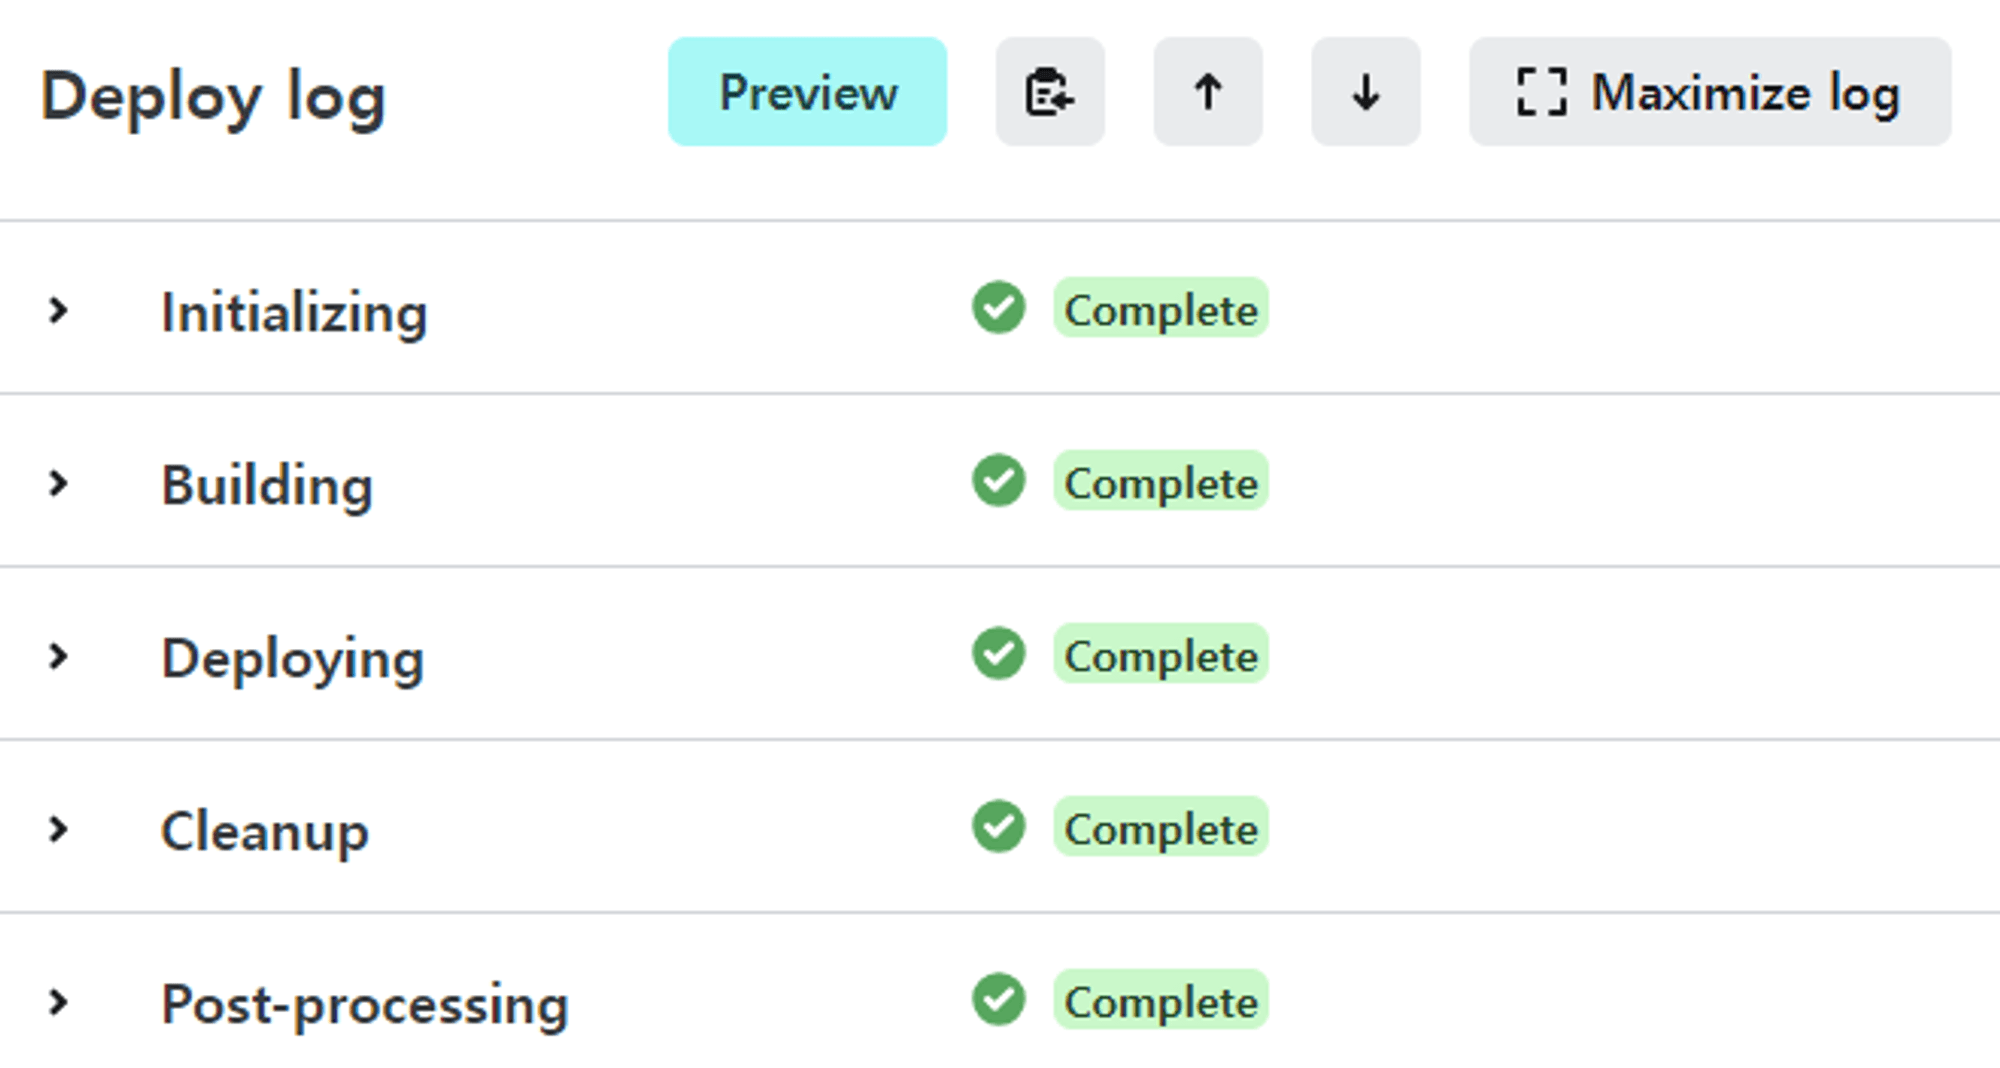 Deploy log Preview Maximize log
Initializing Complete
Building Complete
Deploying Complete
Cleanup Complete
Post-processing Complete